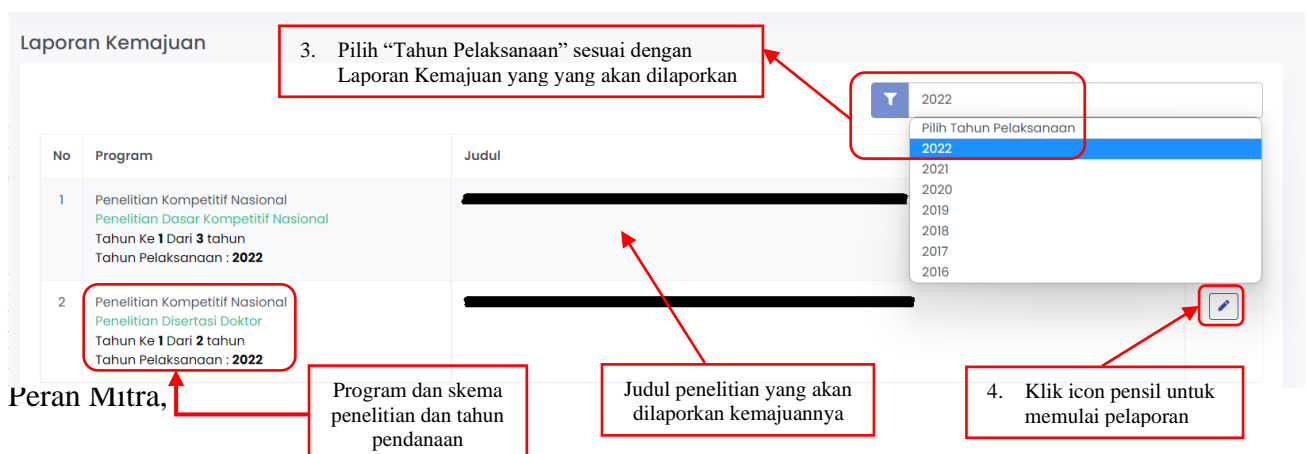 Laporan Kemajuan
3. Pilih “Tahun Pelaksanaan” sesuai dengan
Laporan Kemajuan yang yang akan dilaporkan
2022
Pilih Tahun Pelaksanaan
2022
2021
2020
2019
2018
2017
2016
No Program Judul
1 Penelitian Kompetitif Nasional
Penelitian Dasar Kompetitif Nasional
Tahun Ke 1 Dari 3 tahun
Tahun Pelaksanaan : 2022
2 Penelitian Kompetitif Nasional
Penelitian Disertasi Doktor
Tahun Ke 1 Dari 2 tahun
Tahun Pelaksanaan : 2022
Peran Mitra,
Program dan skema
penelitian dan tahun
pendanaan
Judul penelitian yang akan
dilaporkan kemajuannya
4. Klik icon pensil untuk
memulai pelaporan